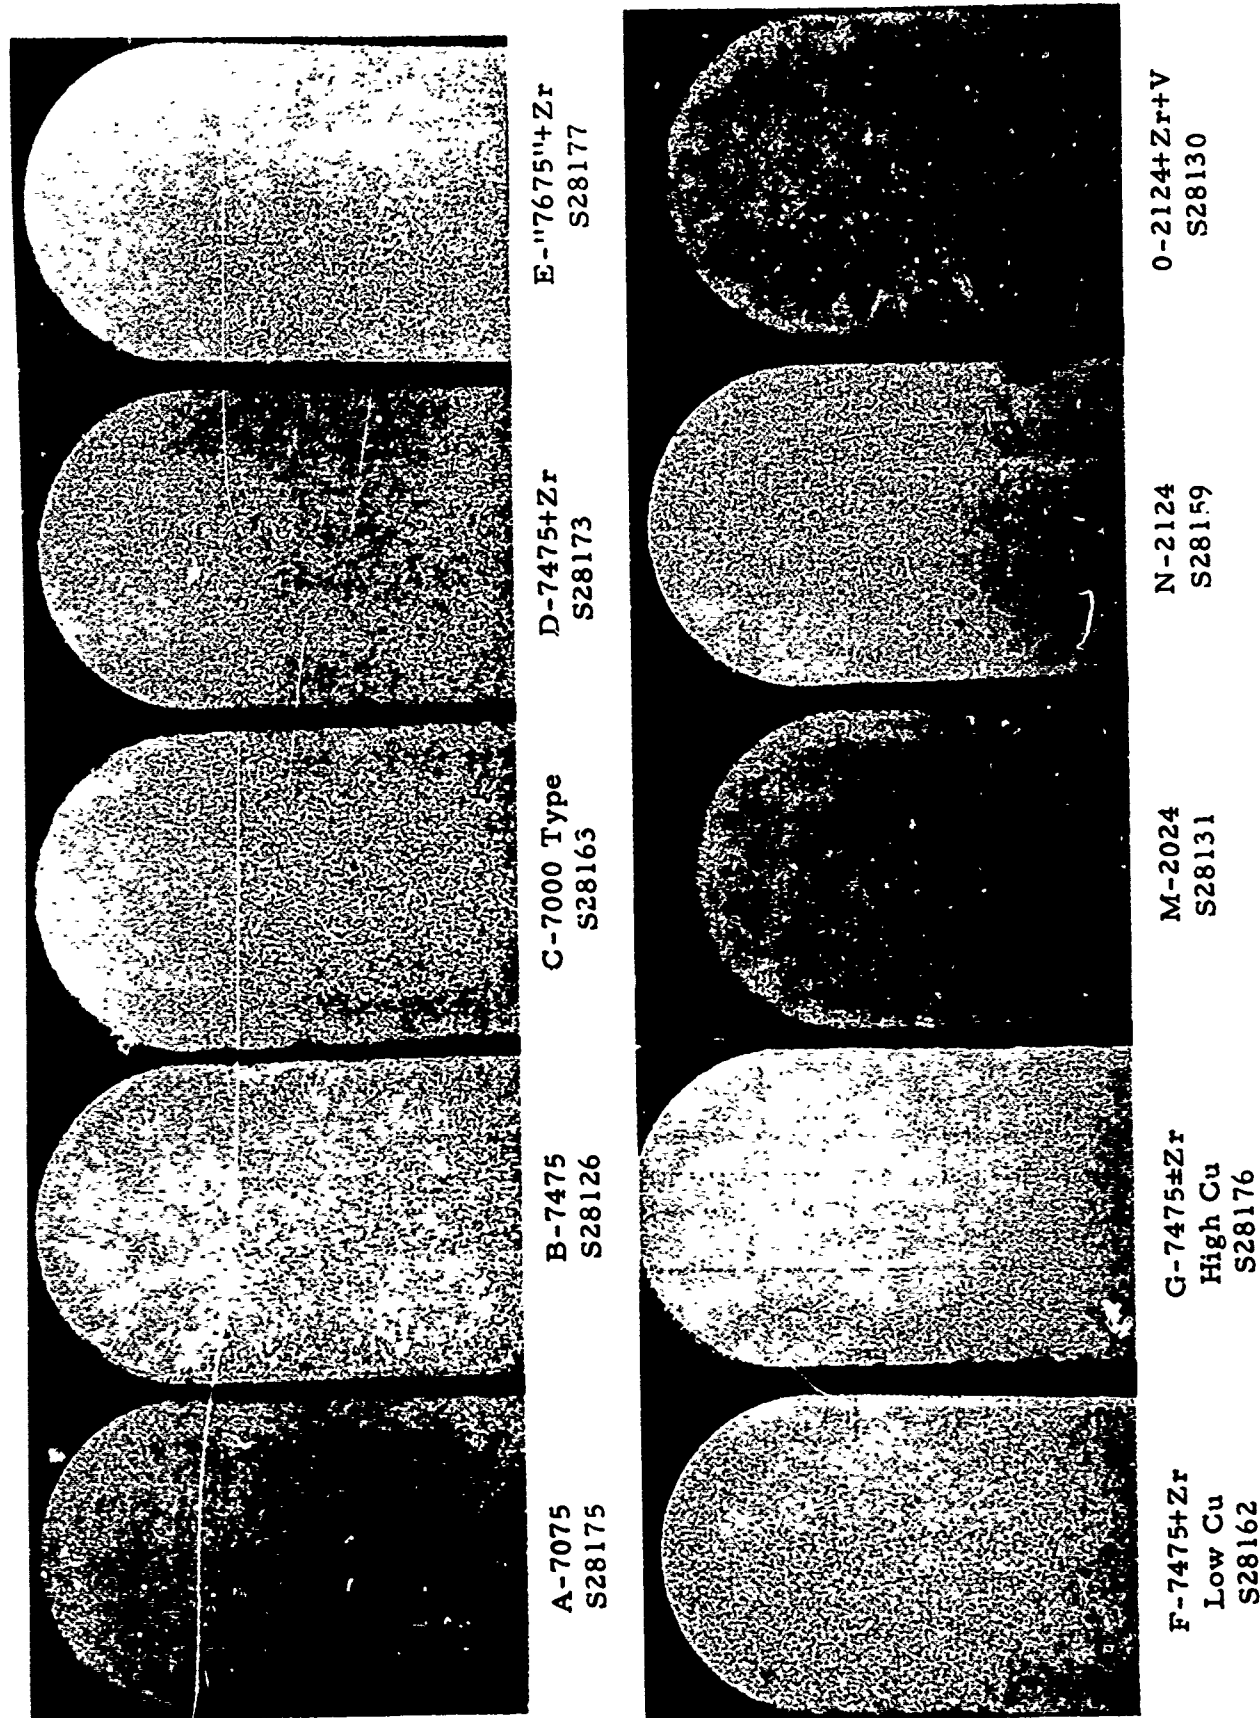 A-7075
S28175
B-7475
S28126
C-7000 Type
S28163
D-7475+Zr
S28173
E-"7675"+Zr
S28177
F-7475+Zr
Low Cu
S28162
G-7475±Zr
High Cu
S28176
M-2024
S28131
N-2124
S28159
0-2124+Zr+V
S28130